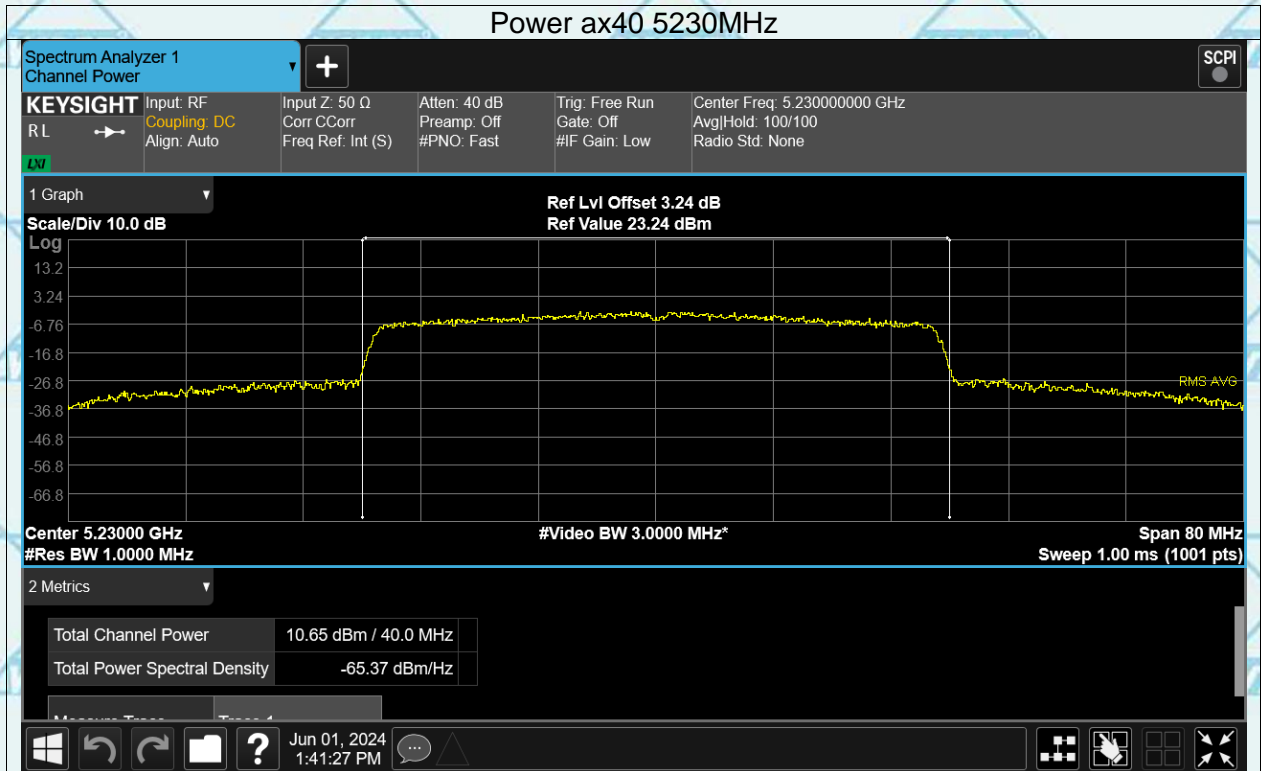 Power ax40 5230MHz
Spectrum Analyzer 1
Channel Power
+
SCPI
KEYSIGHT
R L
LXI
Input: RF
Coupling: DC
Align: Auto
Input Z: 50 Ω
Corr CCorr
Freq Ref: Int (S)
Atten: 40 dB
Preamp: Off
#PNO: Fast
Trig: Free Run
Gate: Off
#IF Gain: Low
Center Freq: 5.230000000 GHz
Avg|Hold: 100/100
Radio Std: None
1 Graph
Scale/Div 10.0 dB
Ref Lvl Offset 3.24 dB
Ref Value 23.24 dBm
Log
13.2
3.24
-6.76
-16.8
-26.8
RMS AVG
-36.8
-46.8
-56.8
-66.8
Center 5.23000 GHz
#Video BW 3.0000 MHz*
Span 80 MHz
#Res BW 1.0000 MHz
Sweep 1.00 ms (1001 pts)
2 Metrics
Total Channel Power 10.65 dBm / 40.0 MHz
Total Power Spectral Density -65.37 dBm/Hz
?
Jun 01, 2024
1:41:27 PM